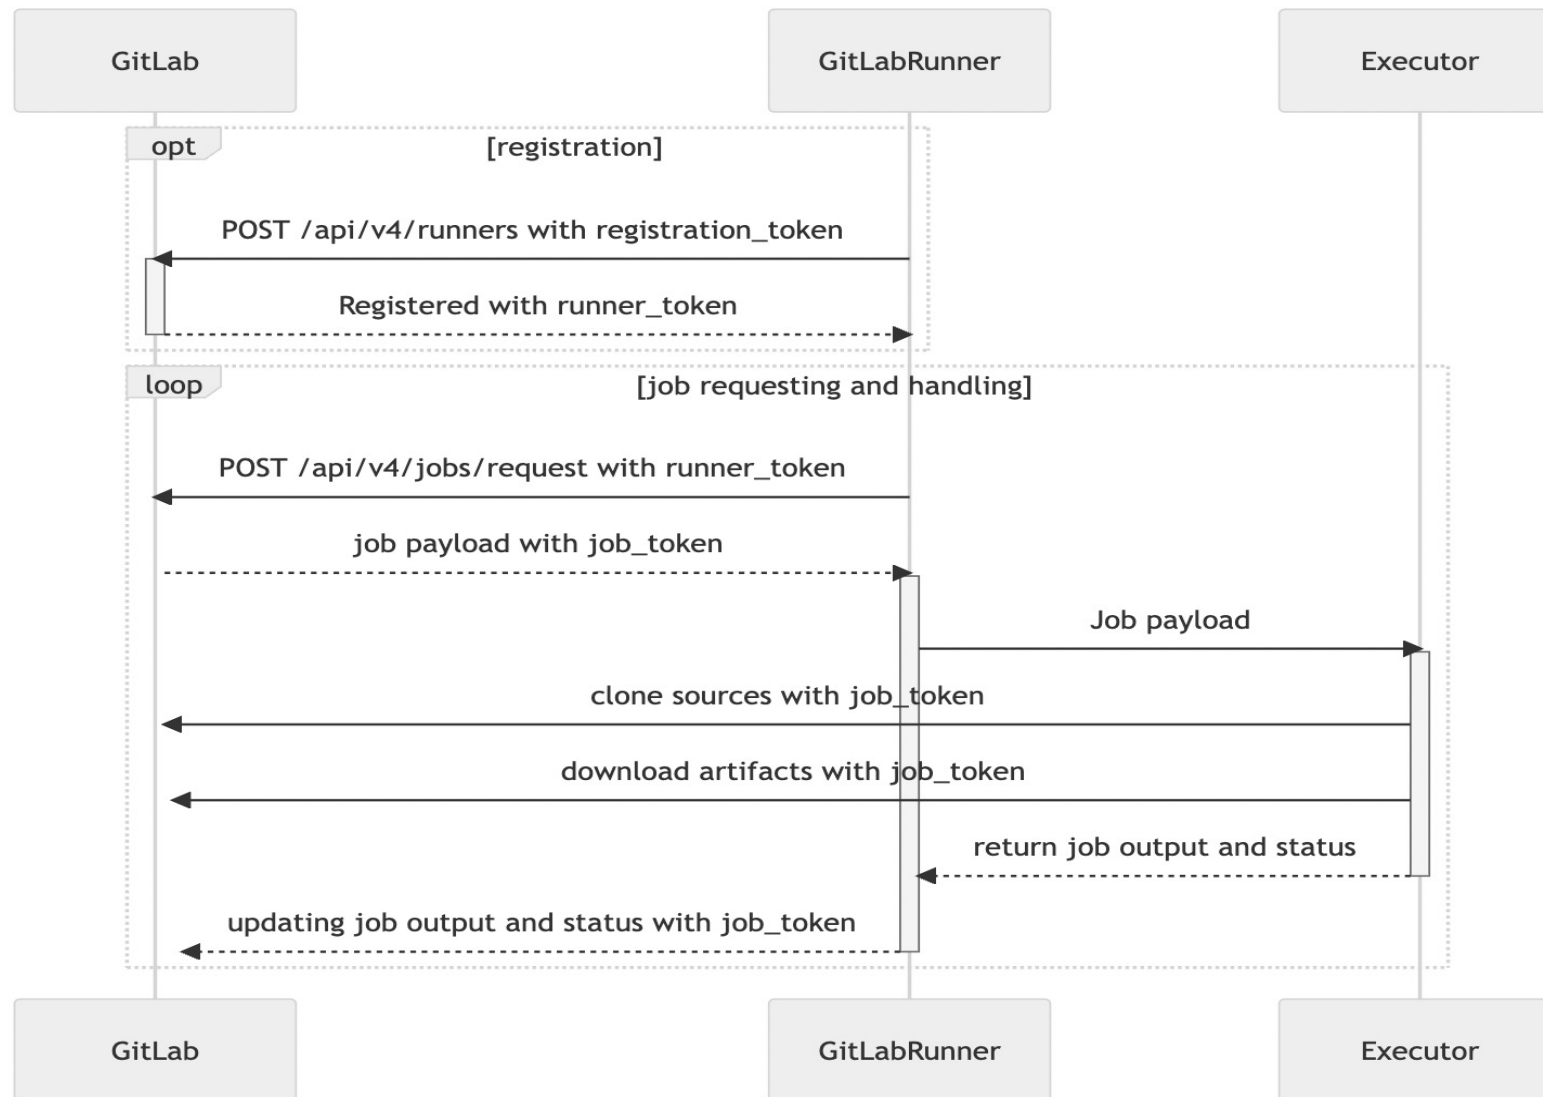 GitLab GitLabRunner Executor
opt [registration]
POST /api/v4/runners with registration_token
Registered with runner_token
loop [job requesting and handling]
POST /api/v4/jobs/request with runner_token
job payload with job_token
Job payload
clone sources with job_token
download artifacts with job_token
return job output and status
updating job output and status with job_token
GitLab GitLabRunner Executor